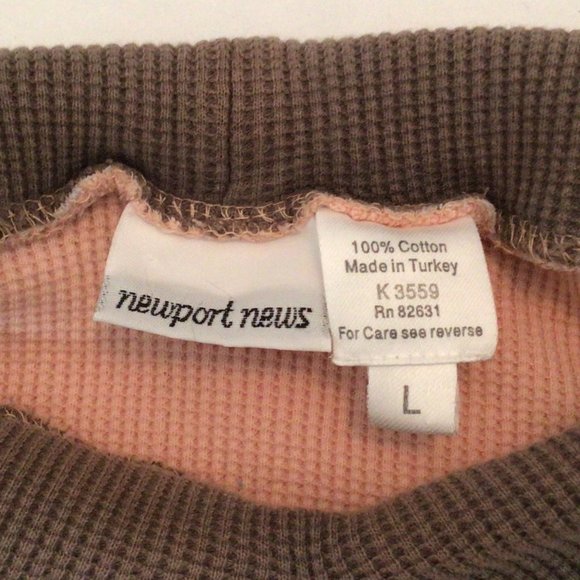 newport news
100% Cotton
Made in Turkey
K 3559
Rn 82631
For Care see reverse
L